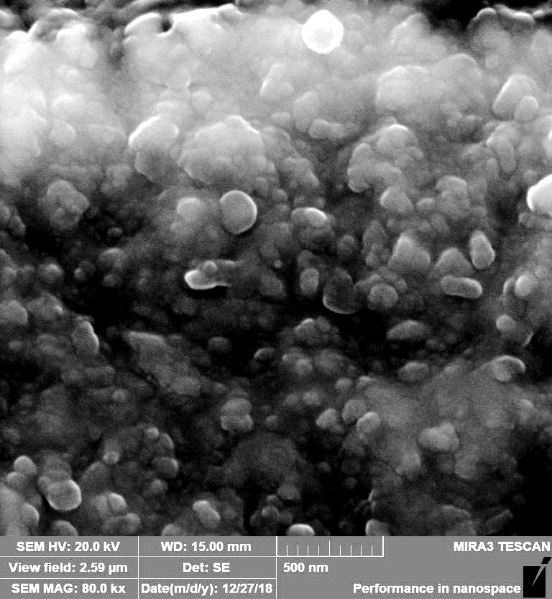 SEM HV: 20.0 kV WD: 15.00 mm MIRA3 TESCAN
View field: 2.59 µm Det: SE 500 nm
SEM MAG: 80.0 kx Date(m/d/y): 12/27/18 Performance in nanospace